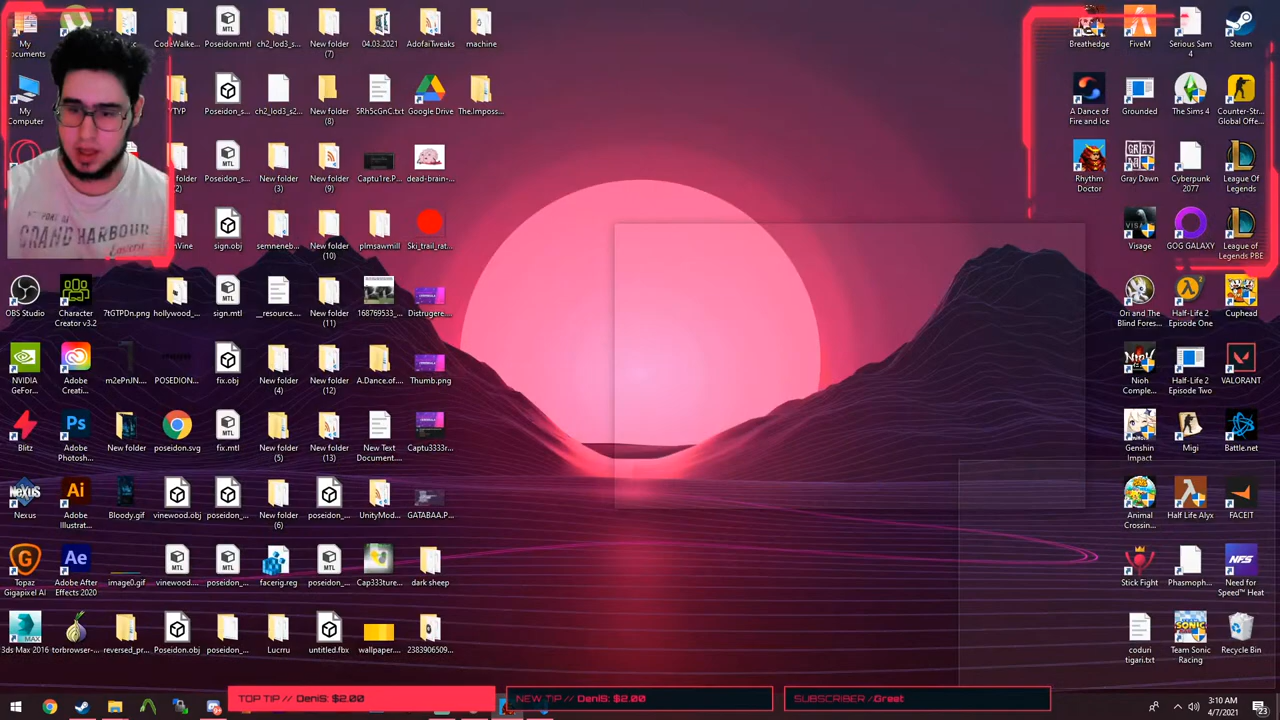 My
Documents
CodeWalke...
Poseidon.mtl
ch2_lod3_s...
New folder
(7)
04.03.2021
AdofaiTweaks
machine
Breathedge
FiveM
Serious Sam
4
Steam
My
Computer
YTYP
Poseidon_s...
ch2_lod3_s2...
New folder
(8)
5Rh5cGnC.txt
Google Drive
The.Imposs...
A Dance of
Fire and Ice
Grounded
The Sims 4
Counter-Str...
Global Offe...
Poseidon_s...
New folder
(3)
New folder
(9)
Captu1re.P...
dead-brain-...
Rhythm
Doctor
Gray Dawn
Cyberpunk
2077
League Of
Legends
sign.obj
semneneb...
New folder
(10)
plmsawmill
Ski_trail_rat...
Visage
GOG GALAXY
League of
Legends PBE
GRAND HARBOUR
OBS Studio
Character
Creator v3.2
7tGTPDn.png
hollywood_...
sign.mtl
__resource....
New folder
(11)
168769533_...
Distrugere....
Ori and The
Blind Fores...
Half-Life 2
Episode One
Cuphead
NVIDIA
GeFor...
Adobe
Creati...
m2ePnJN....
POSEDION...
fix.obj
New folder
(4)
New folder
(12)
A.Dance.of....
Thumb.png
Nioh
Comple...
Half-Life 2
Episode Two
VALORANT
Blitz
Adobe
Photosh...
New folder
poseidon.svg
fix.mtl
New folder
(5)
New folder
(13)
New Text
Document....
Captu3333r...
Genshin
Impact
Migi
Battle.net
Nexus
Adobe
Illustrat...
Bloody.gif
vinewood.obj
poseidon_...
New folder
(6)
poseidon_...
UnityMod...
GATABAA.P...
Animal
Crossin...
Half Life Alyx
FACEIT
Topaz
Gigapixel AI
Adobe After
Effects 2020
image0.gif
vinewood....
poseidon_...
facerig.reg
poseidon_...
Cap333ture....
dark sheep
Stick Fight
Phasmoph...
Need for
Speed™ Heat
3ds Max 2016
torbrowser-...
reversed_pr...
Poseidon.obj
poseidon_...
Lucrru
untitled.fbx
wallpaper....
2383906509...
coduri
tigari.txt
Team Sonic
Racing
Recycle Bin
TOP TIP // DeniS: $2.00
NEW TIP // DenIS: $2.00
SUBSCRIBER /Greet
3:10 AM
4/7/2021